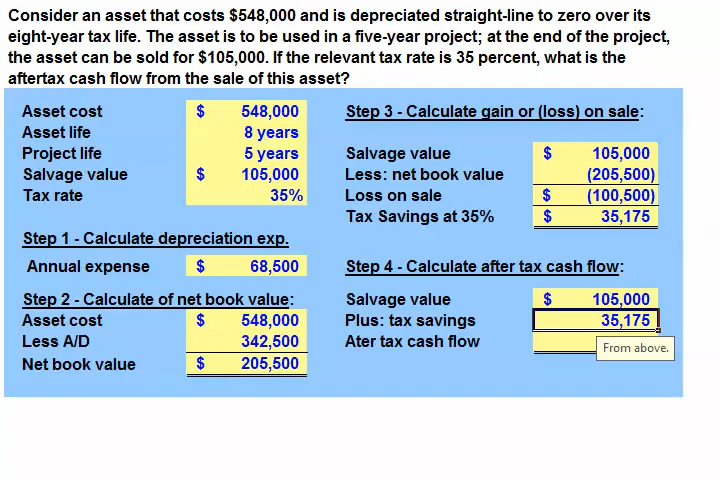 Consider an asset that costs $548,000 and is depreciated straight-line to zero over its
eight-year tax life. The asset is to be used in a five-year project; at the end of the project,
the asset can be sold for $105,000. If the relevant tax rate is 35 percent, what is the
aftertax cash flow from the sale of this asset?
Asset cost $ 548,000
Asset life 8 years
Project life 5 years
Salvage value $ 105,000
Tax rate 35%
Step 1 - Calculate depreciation exp.
Annual expense $ 68,500
Step 2 - Calculate of net book value:
Asset cost $ 548,000
Less A/D 342,500
Net book value $ 205,500
Step 3 - Calculate gain or (loss) on sale:
Salvage value $ 105,000
Less: net book value (205,500)
Loss on sale $ (100,500)
Tax Savings at 35% $ 35,175
Step 4 - Calculate after tax cash flow:
Salvage value $ 105,000
Plus: tax savings 35,175
Ater tax cash flow
From above.